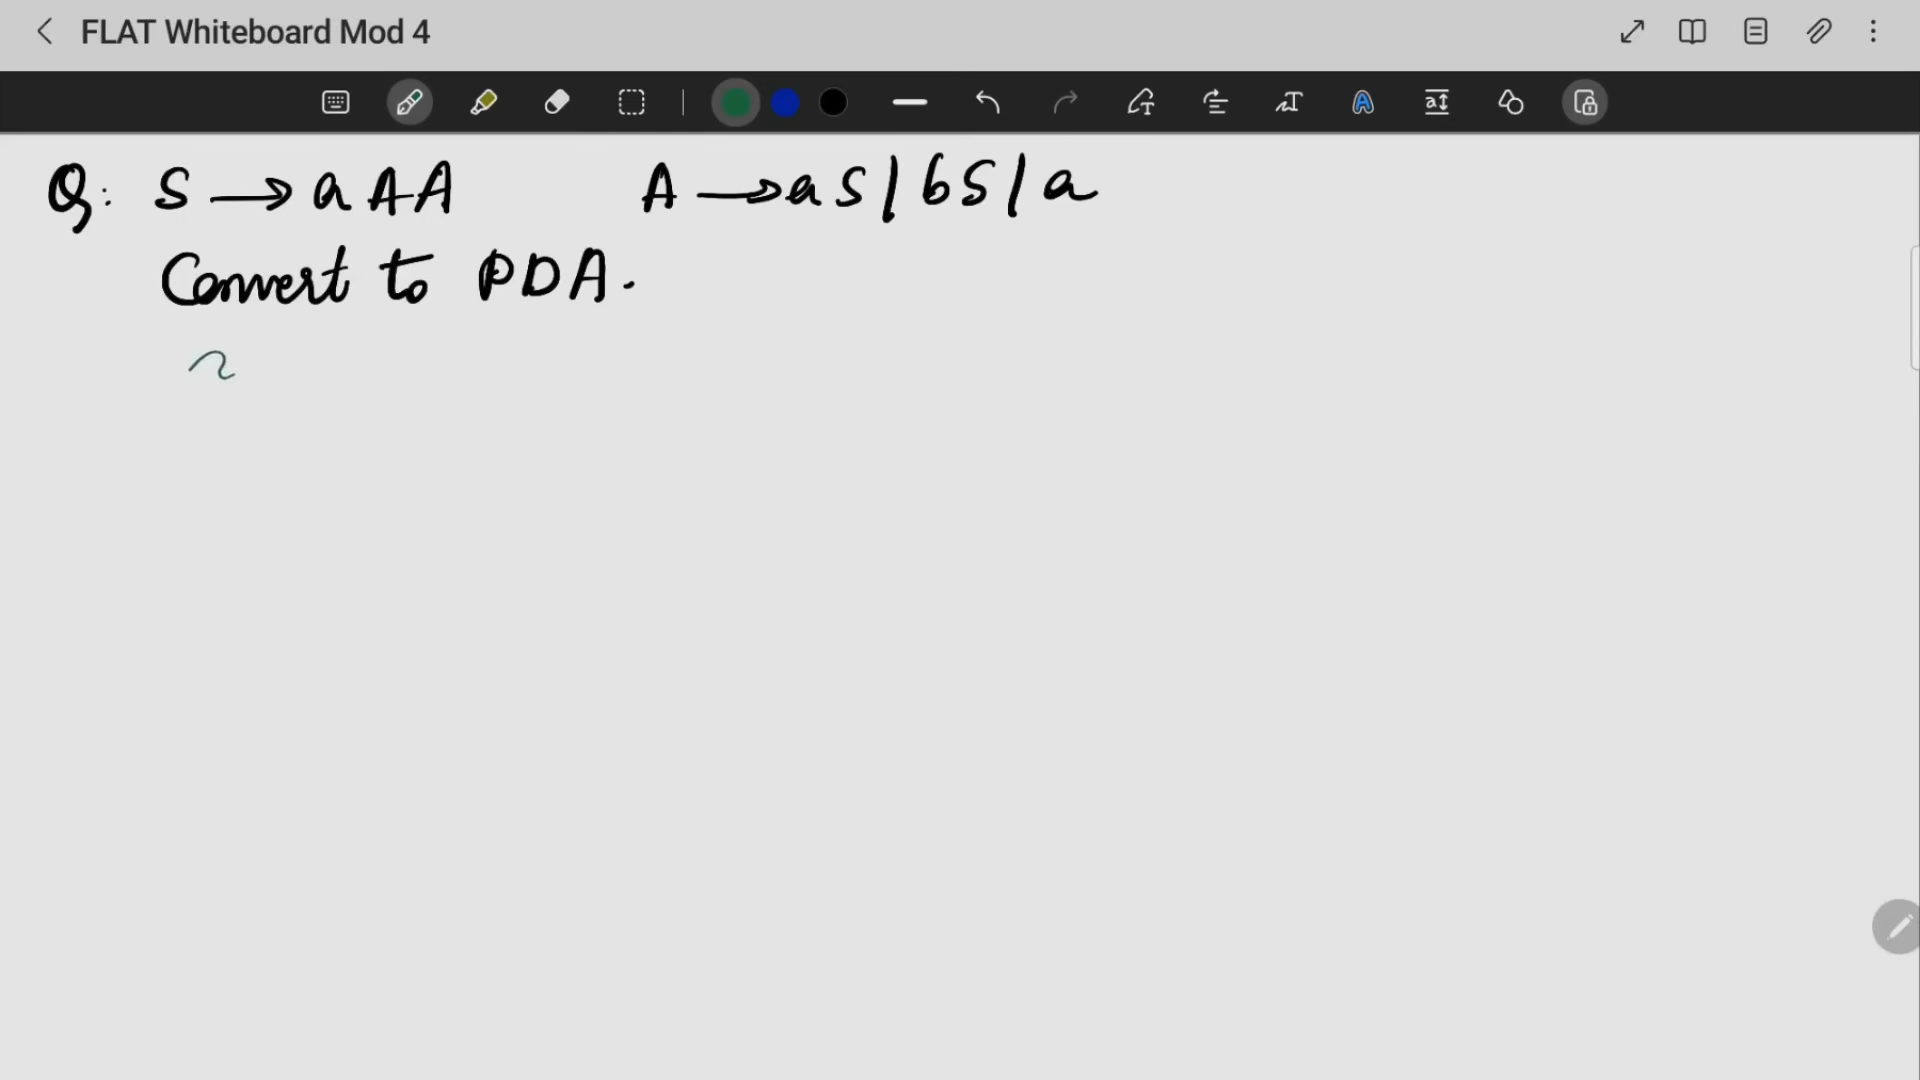 FLAT Whiteboard Mod 4
Q: S → aAA A → aS/bS/a
Convert to PDA.